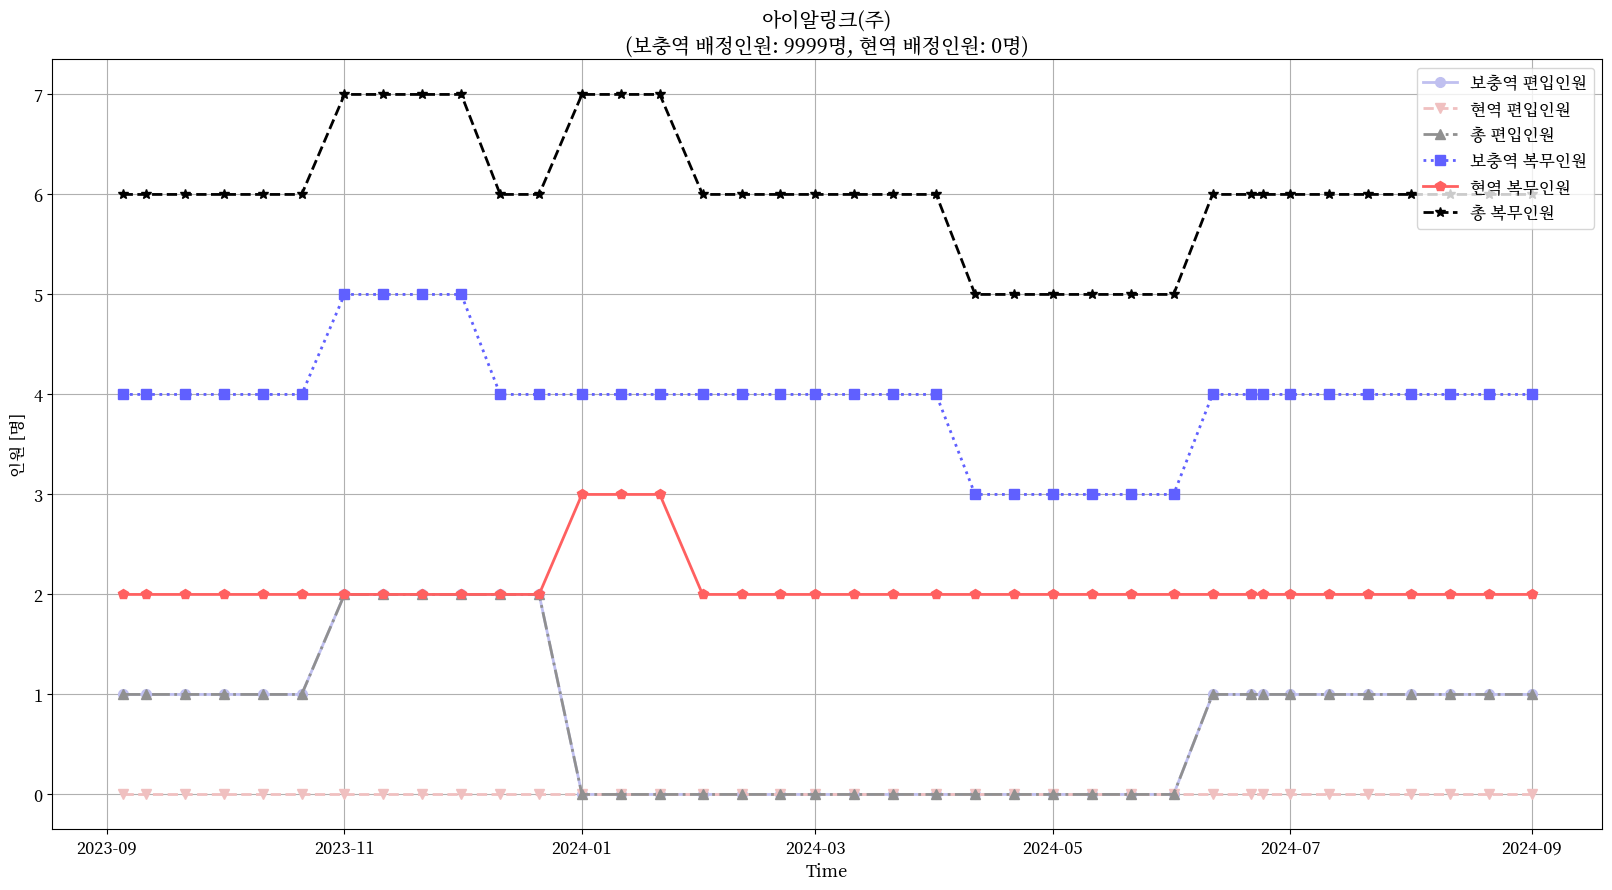 아이알링크(주)
(보충역 배정인원: 9999명, 현역 배정인원: 0명)
보충역 편입인원
현역 편입인원
총 편입인원
보충역 복무인원
현역 복무인원
총 복무인원
인원 [명]
7
6
5
4
3
2
1
0
2023-09
2023-11
2024-01
2024-03
2024-05
2024-07
2024-09
Time